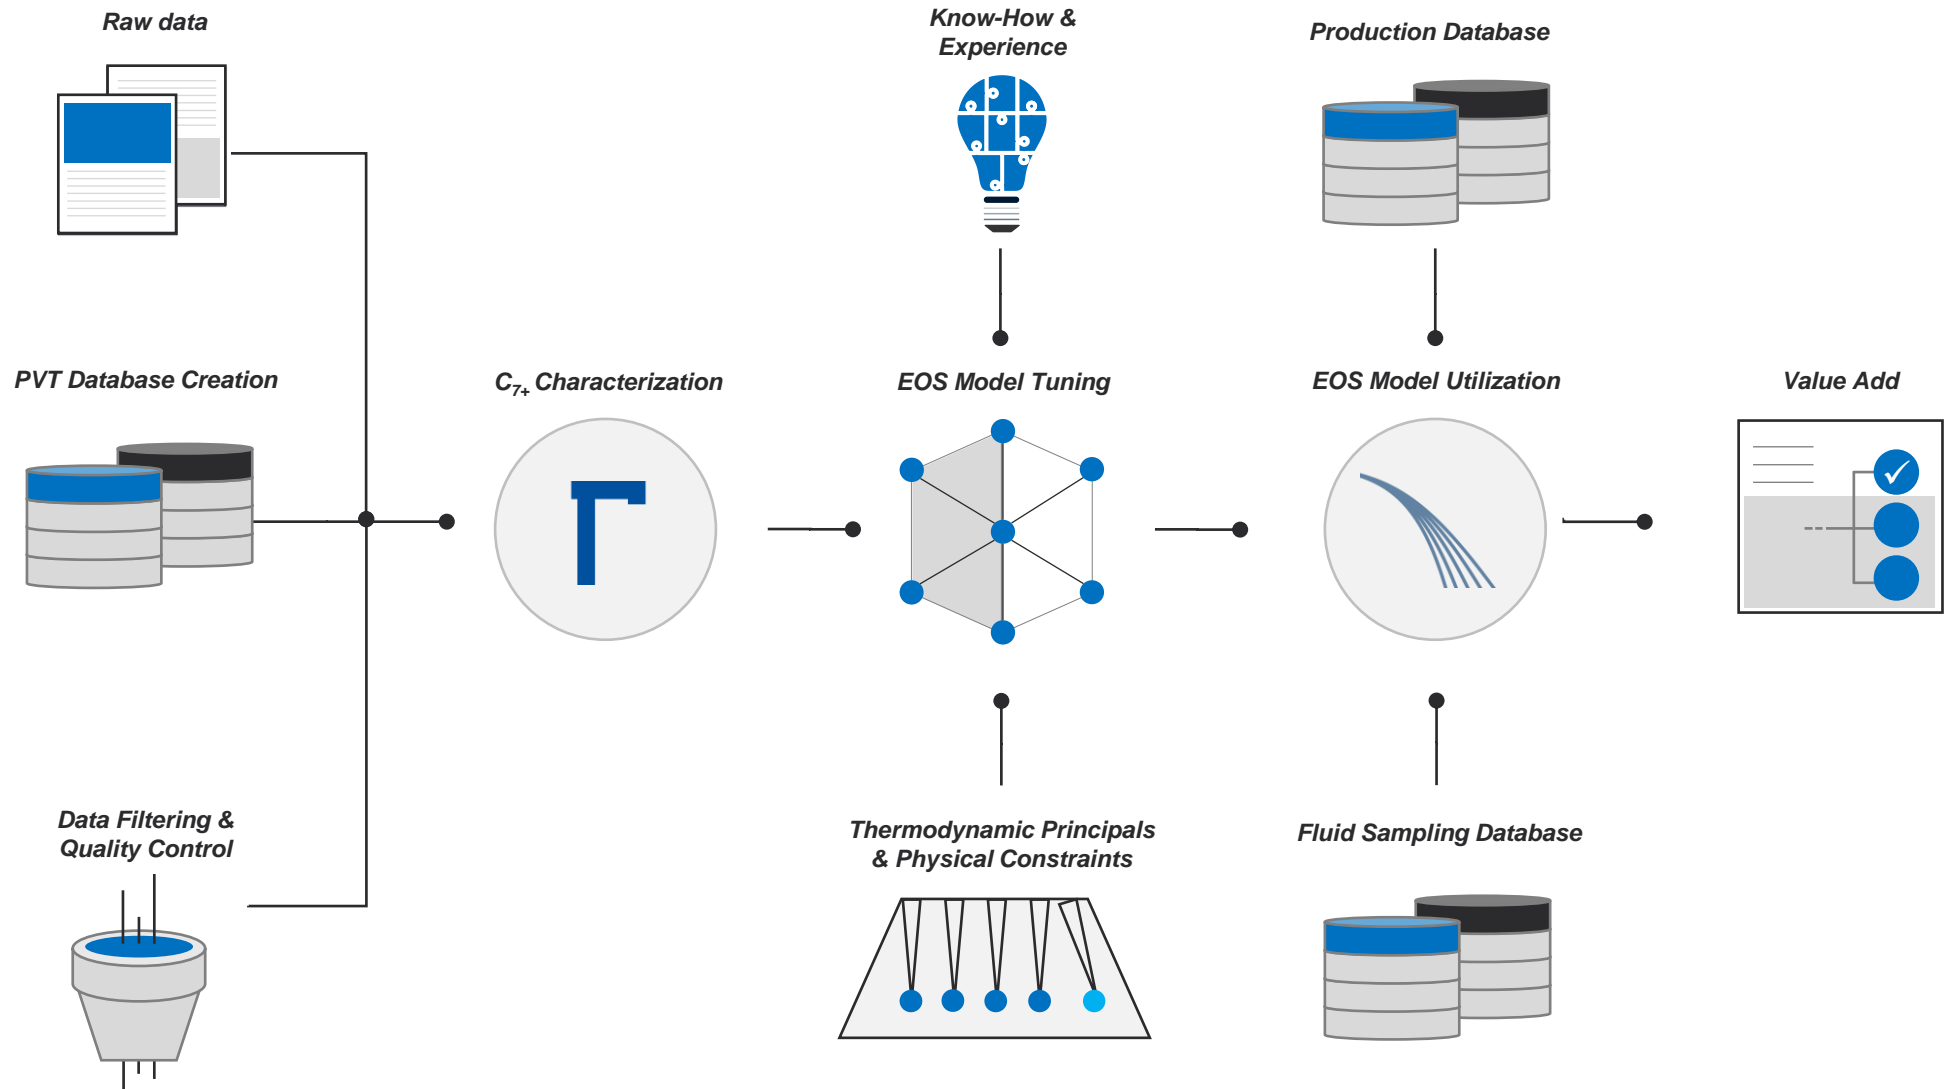 Raw data
Know-How &
Experience
Production Database
PVT Database Creation
C7+ Characterization
EOS Model Tuning
EOS Model Utilization
Value Add
Data Filtering &
Quality Control
Thermodynamic Principals
& Physical Constraints
Fluid Sampling Database